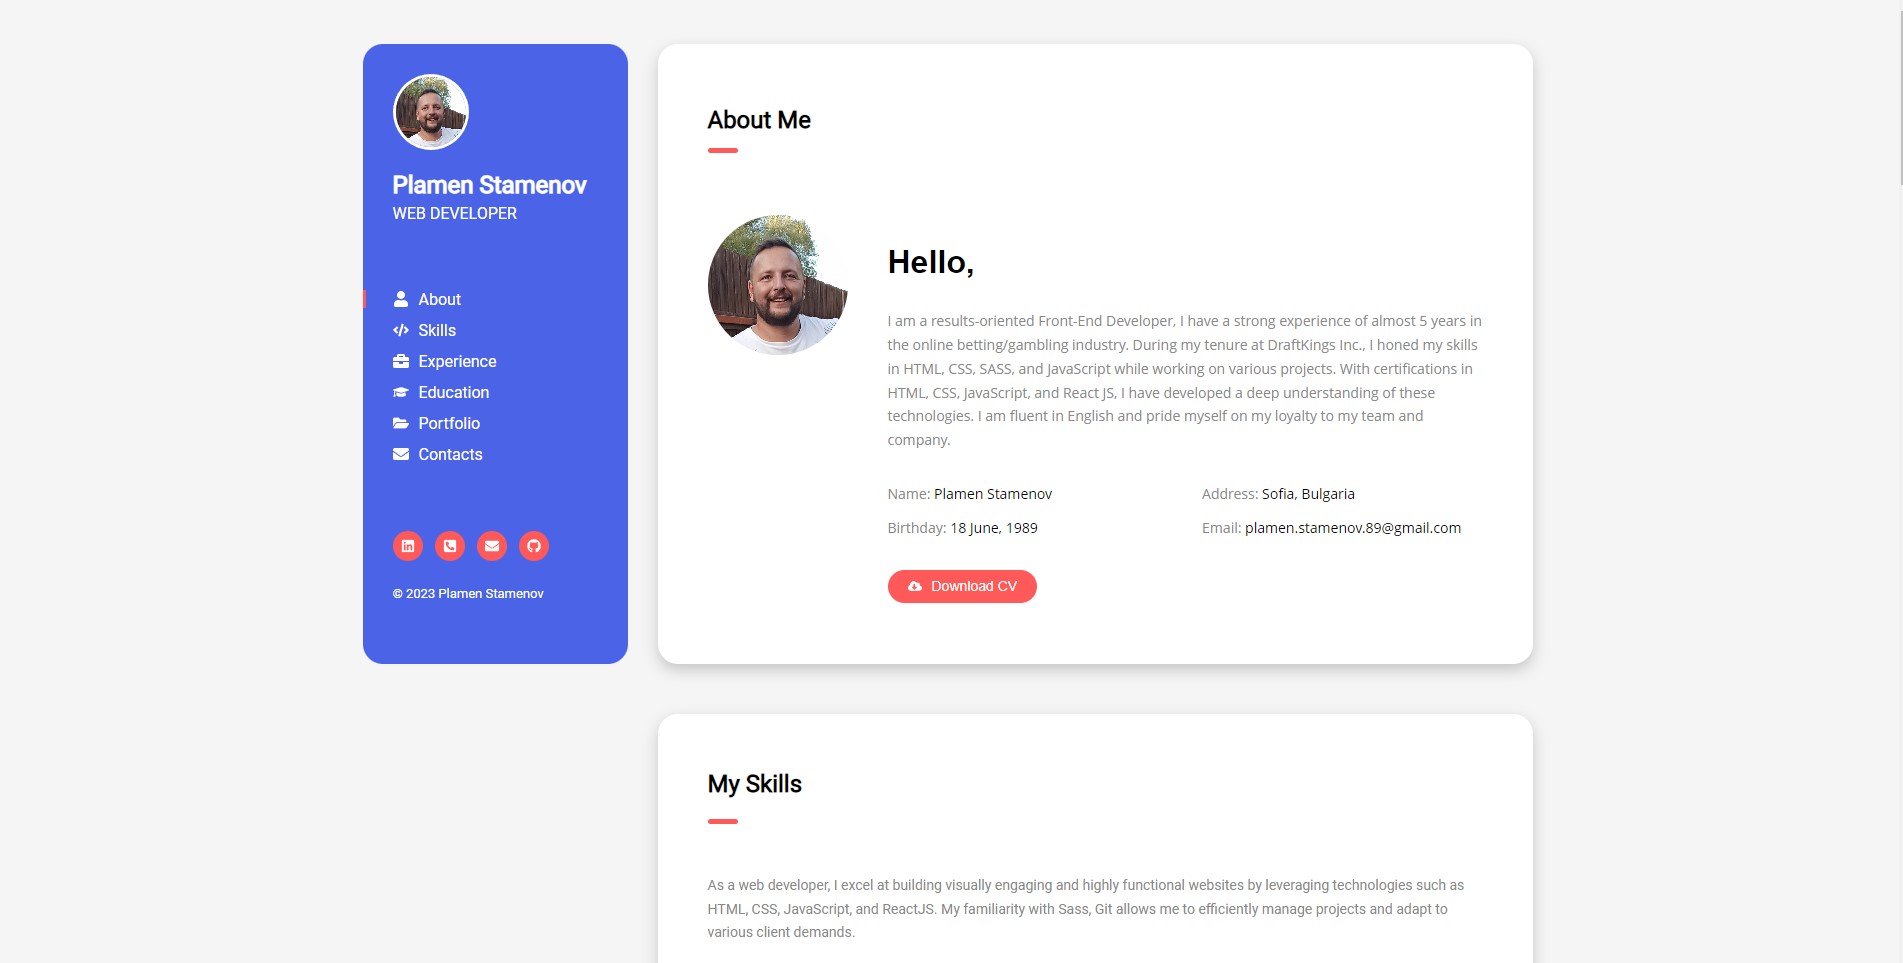 Plamen Stamenov
WEB DEVELOPER
About
Skills
Experience
Education
Portfolio
Contacts
© 2023 Plamen Stamenov
About Me
Hello,
I am a results-oriented Front-End Developer, I have a strong experience of almost 5 years in
the online betting/gambling industry. During my tenure at DraftKings Inc., I honed my skills
in HTML, CSS, SASS, and JavaScript while working on various projects. With certifications in
HTML, CSS, JavaScript, and React JS, I have developed a deep understanding of these
technologies. I am fluent in English and pride myself on my loyalty to my team and
company.
Name: Plamen Stamenov
Address: Sofia, Bulgaria
Birthday: 18 June, 1989
Email: plamen.stamenov.89@gmail.com
Download CV
My Skills
As a web developer, I excel at building visually engaging and highly functional websites by leveraging technologies such as
HTML, CSS, JavaScript, and ReactJS. My familiarity with Sass, Git allows me to efficiently manage projects and adapt to
various client demands.